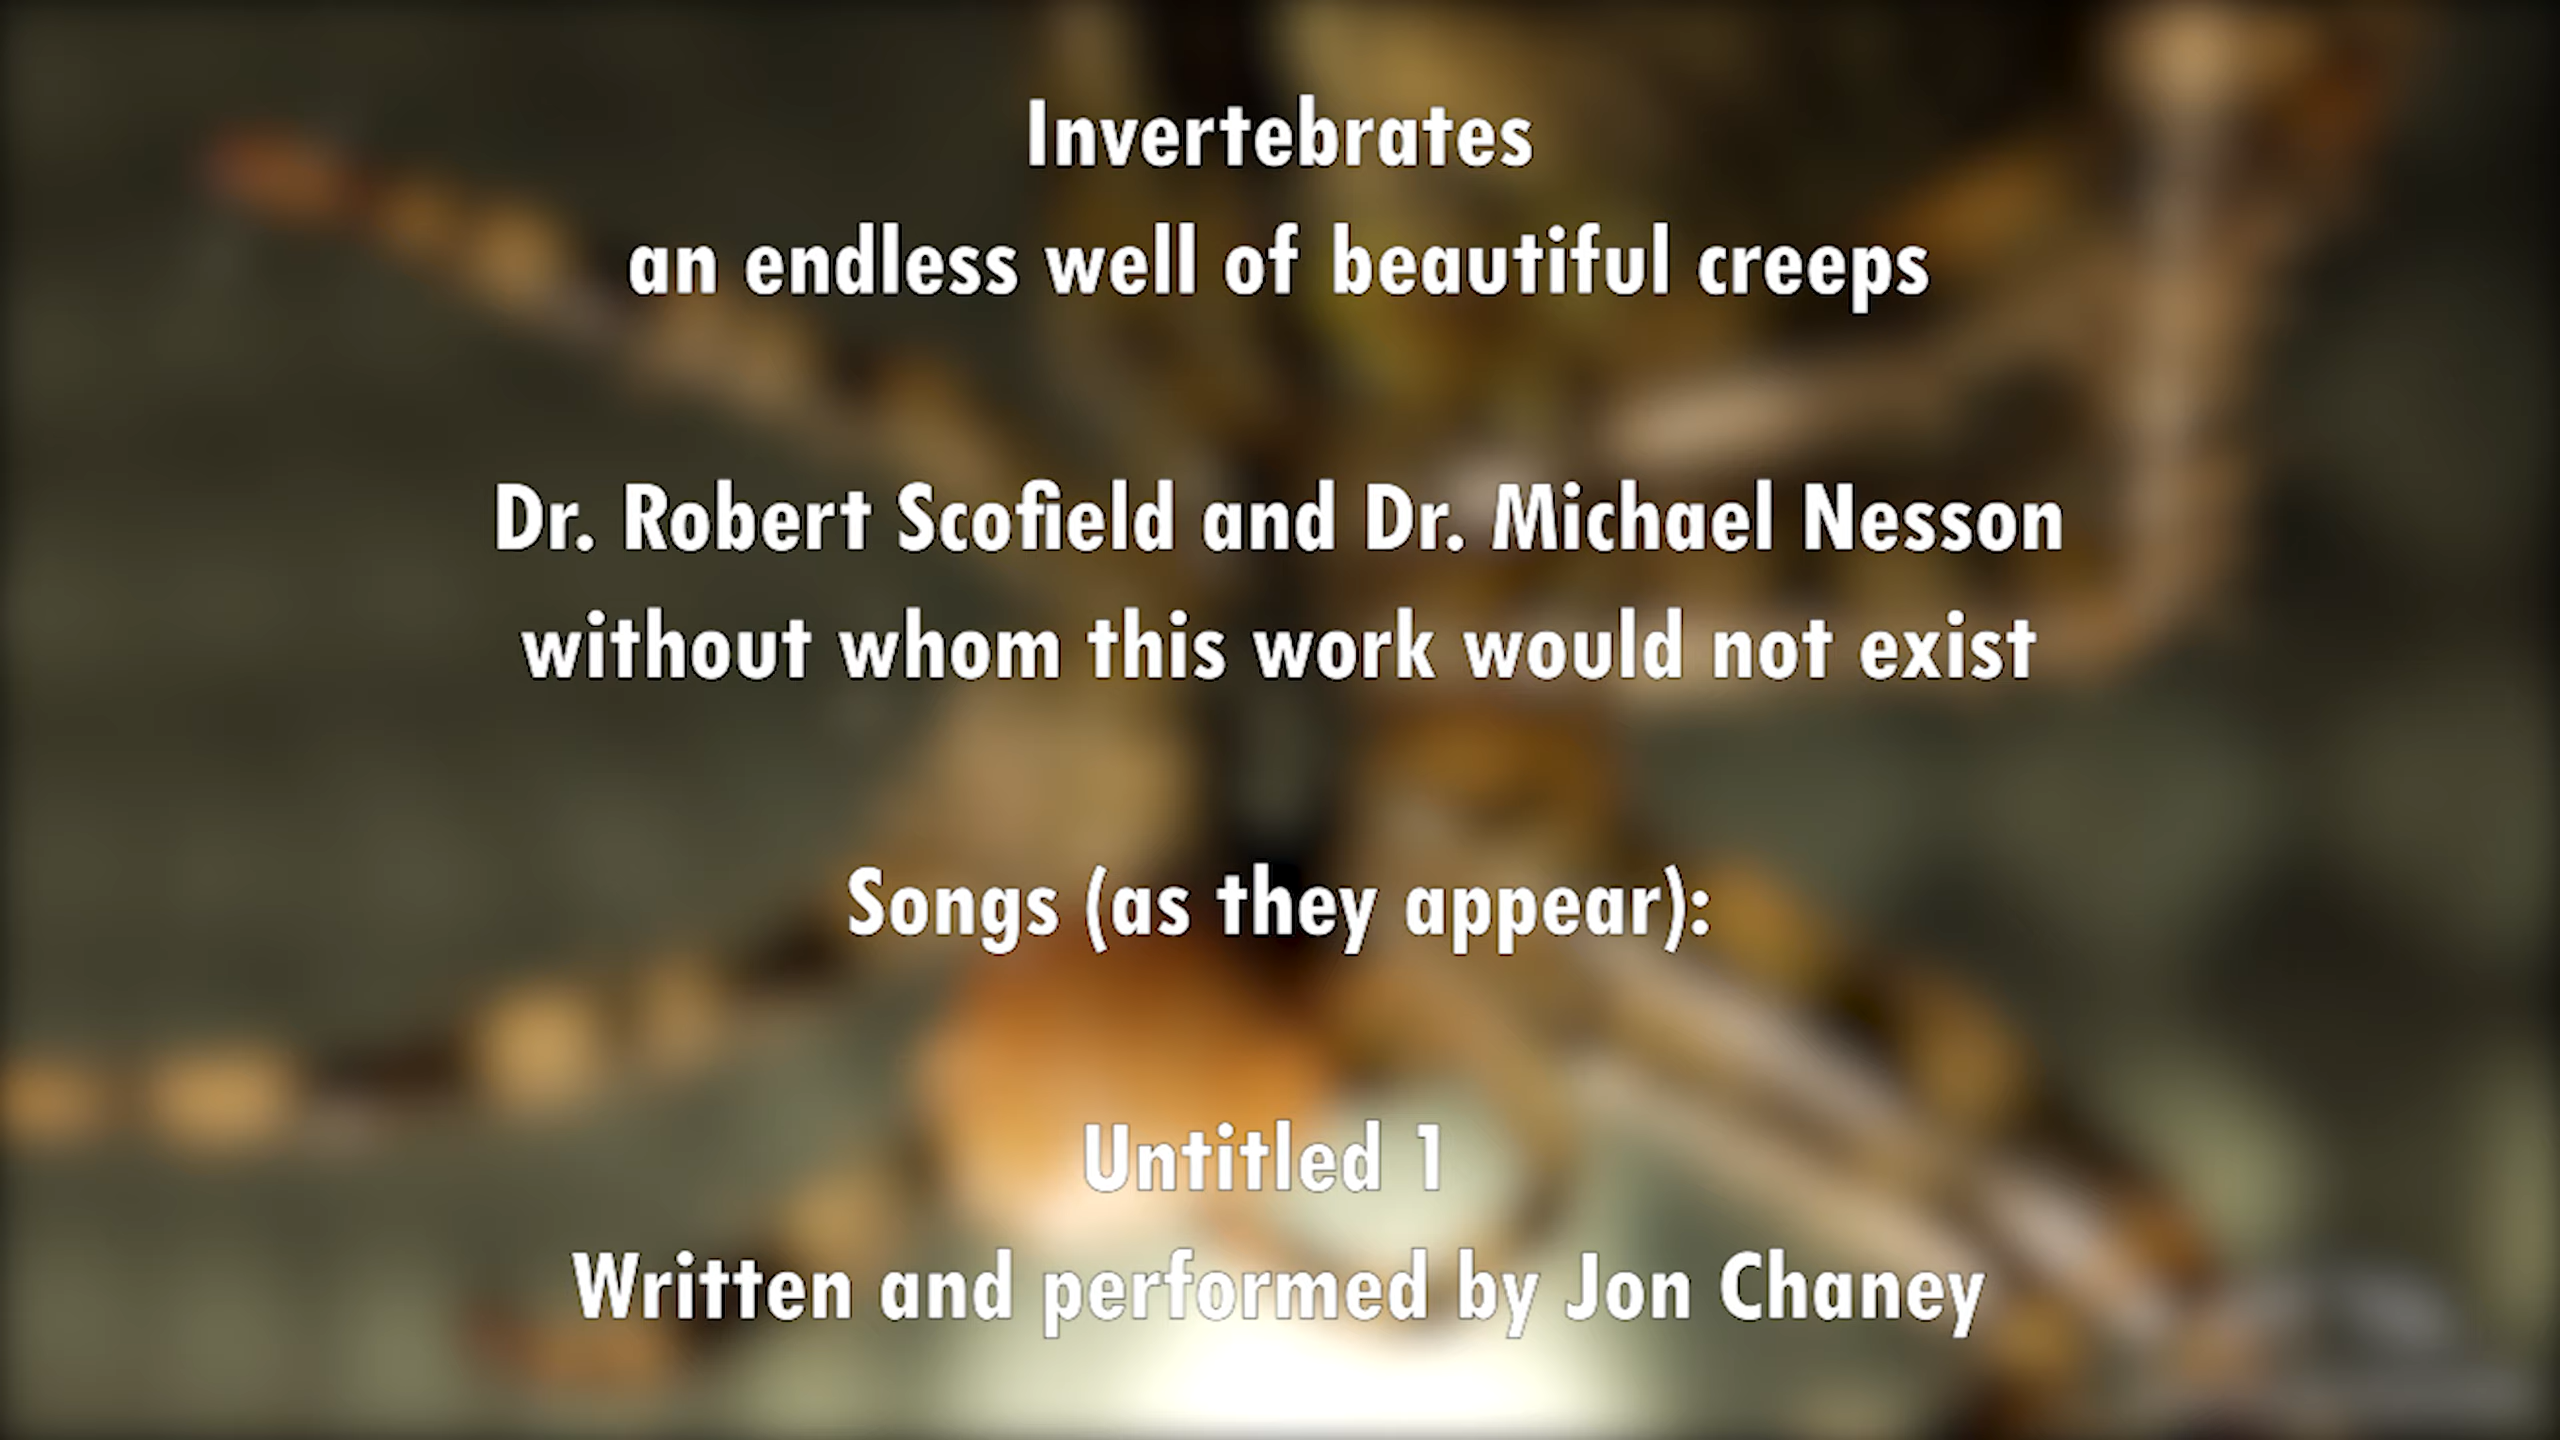 Invertebrates
an endless well of beautiful creeps
Dr. Robert Scofield and Dr. Michael Nesson
without whom this work would not exist
Songs (as they appear):
Untitled 1
Written and performed by Jon Chaney